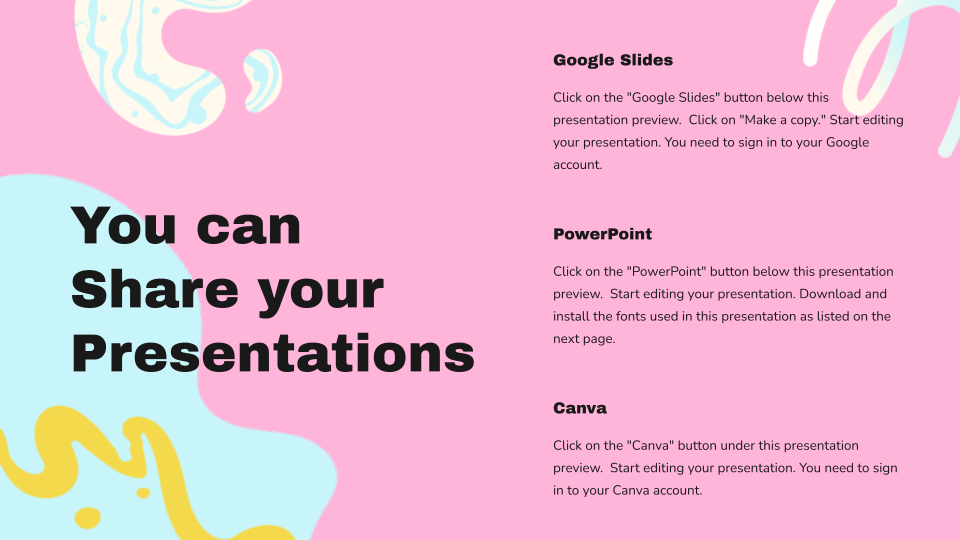 You can
Share your
Presentations
Google Slides
Click on the "Google Slides" button below this
presentation preview.  Click on "Make a copy." Start editing
your presentation. You need to sign in to your Google
account.
PowerPoint
Click on the "PowerPoint" button below this presentation
preview.  Start editing your presentation. Download and
install the fonts used in this presentation as listed on the
next page.
Canva
Click on the "Canva" button under this presentation
preview.  Start editing your presentation. You need to sign
in to your Canva account.